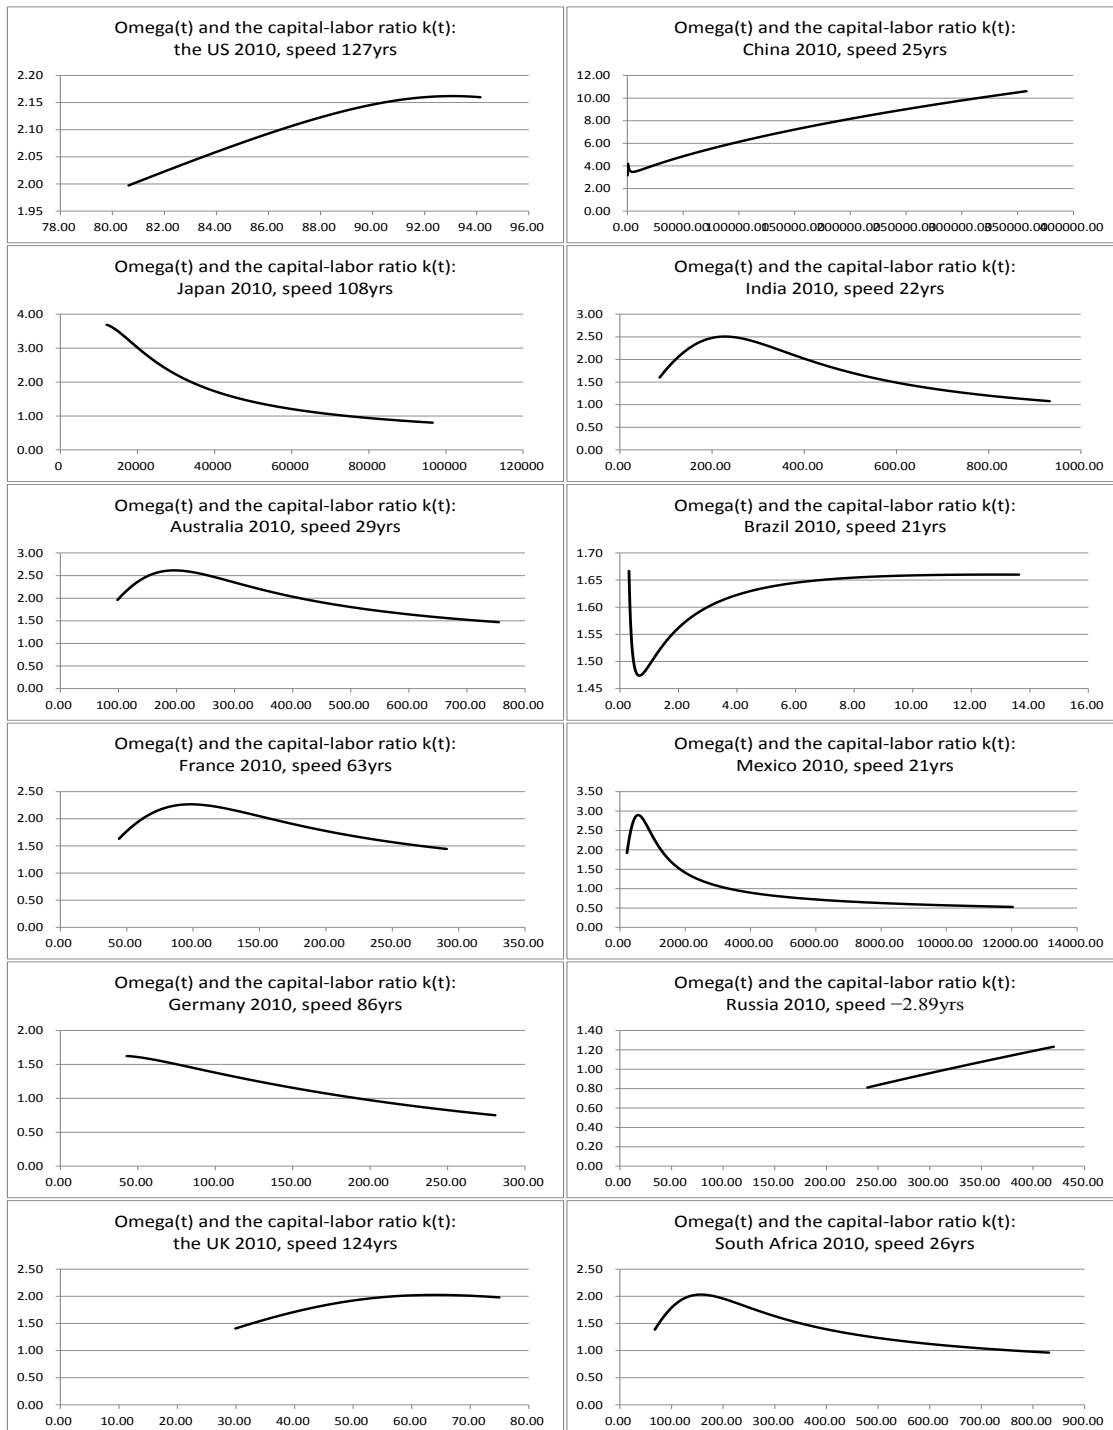 Omega(t) and the capital-labor ratio k(t):
the US 2010, speed 127yrs
2.20
2.15
2.10
2.05
2.00
1.95
78.00 80.00 82.00 84.00 86.00 88.00 90.00 92.00 94.00 96.00
Omega(t) and the capital-labor ratio k(t):
China 2010, speed 25yrs
12.00
10.00
8.00
6.00
4.00
2.00
0.00
0.00 50000.00 100000.00 150000.00 200000.00 250000.00 300000.00 350000.00 400000.00
Omega(t) and the capital-labor ratio k(t):
Japan 2010, speed 108yrs
4.00
3.00
2.00
1.00
0.00
0 20000 40000 60000 80000 100000 120000
Omega(t) and the capital-labor ratio k(t):
India 2010, speed 22yrs
3.00
2.50
2.00
1.50
1.00
0.50
0.00
0.00 200.00 400.00 600.00 800.00 1000.00
Omega(t) and the capital-labor ratio k(t):
Australia 2010, speed 29yrs
3.00
2.50
2.00
1.50
1.00
0.50
0.00
0.00 100.00 200.00 300.00 400.00 500.00 600.00 700.00 800.00
Omega(t) and the capital-labor ratio k(t):
Brazil 2010, speed 21yrs
1.70
1.65
1.60
1.55
1.50
1.45
0.00 2.00 4.00 6.00 8.00 10.00 12.00 14.00 16.00
Omega(t) and the capital-labor ratio k(t):
France 2010, speed 63yrs
2.50
2.00
1.50
1.00
0.50
0.00
0.00 50.00 100.00 150.00 200.00 250.00 300.00 350.00
Omega(t) and the capital-labor ratio k(t):
Mexico 2010, speed 21yrs
3.50
3.00
2.50
2.00
1.50
1.00
0.50
0.00
0.00 2000.00 4000.00 6000.00 8000.00 10000.00 12000.00 14000.00
Omega(t) and the capital-labor ratio k(t):
Germany 2010, speed 86yrs
2.00
1.50
1.00
0.50
0.00
0.00 50.00 100.00 150.00 200.00 250.00 300.00
Omega(t) and the capital-labor ratio k(t):
Russia 2010, speed −2.89yrs
1.40
1.20
1.00
0.80
0.60
0.40
0.20
0.00
0.00 50.00 100.00 150.00 200.00 250.00 300.00 350.00 400.00 450.00
Omega(t) and the capital-labor ratio k(t):
the UK 2010, speed 124yrs
2.50
2.00
1.50
1.00
0.50
0.00
0.00 10.00 20.00 30.00 40.00 50.00 60.00 70.00 80.00
Omega(t) and the capital-labor ratio k(t):
South Africa 2010, speed 26yrs
2.50
2.00
1.50
1.00
0.50
0.00
0.00 100.00 200.00 300.00 400.00 500.00 600.00 700.00 800.00 900.00